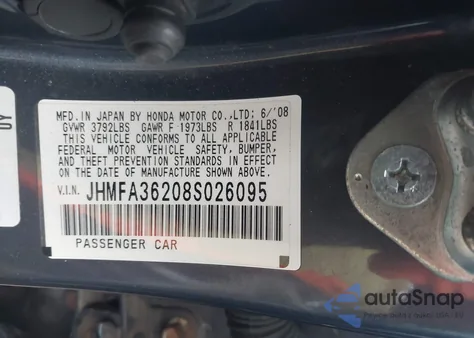 MFD.IN JAPAN BY HONDA MOTOR CO.,LTD; 6/'08
GVWR 3792LBS GAWR F 1973LBS R 1841LBS
THIS VEHICLE CONFORMS TO ALL APPLICABLE
FEDERAL MOTOR VEHICLE SAFETY, BUMPER,
AND THEFT PREVENTION STANDARDS IN EFFECT
ON THE DATE OF MANUFACTURE SHOWN ABOVE.
V.I.N. JHMFA36208S026095
PASSENGER CAR
DY
autoSnap